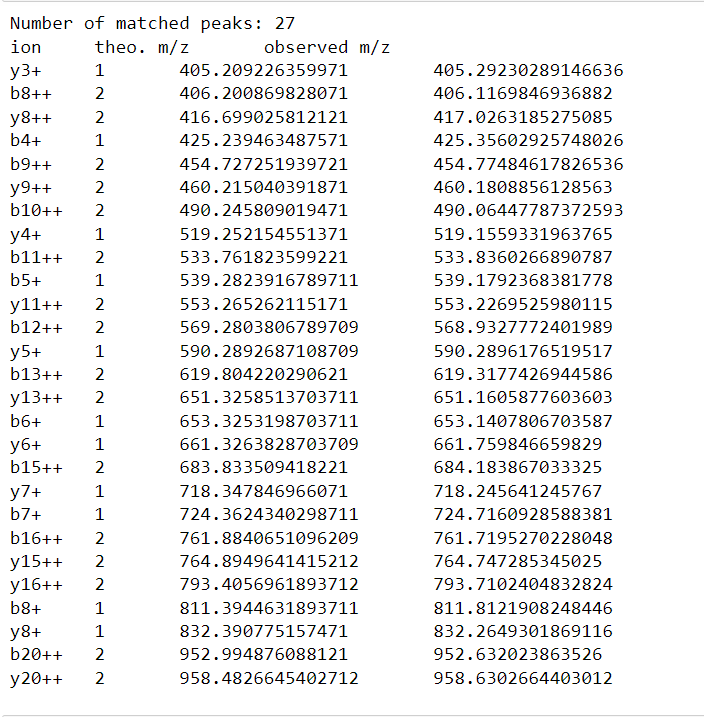 Number of matched peaks: 27
ion theo. m/z observed m/z
y3+ 1 405.209226359971 405.29230289146636
b8++ 2 406.200869828071 406.1169846936882
y8++ 2 416.699025812121 417.0263185275085
b4+ 1 425.239463487571 425.35602925748026
b9++ 2 454.727251939721 454.77484617826536
y9++ 2 460.215040391871 460.1808856128563
b10++ 2 490.245809019471 490.06447787372593
y4+ 1 519.252154551371 519.1559331963765
b11++ 2 533.761823599221 533.8360266890787
b5+ 1 539.2823916789711 539.1792368381778
y11++ 2 553.265262115171 553.2269525980115
b12++ 2 569.2803806789709 568.9327772401989
y5+ 1 590.2892687108709 590.2896176519517
b13++ 2 619.804220290621 619.3177426944586
y13++ 2 651.3258513703711 651.1605877603603
b6+ 1 653.3253198703711 653.1407806703587
y6+ 1 661.3263828703709 661.759846659829
b15++ 2 683.833509418221 684.183867033325
y7+ 1 718.347846966071 718.245641245767
b7+ 1 724.3624340298711 724.7160928588381
b16++ 2 761.8840651096209 761.7195270228048
y15++ 2 764.8949641415212 764.747285345025
y16++ 2 793.4056961893712 793.7102404832824
b8+ 1 811.3944631893711 811.8121908248446
y8+ 1 832.390775157471 832.2649301869116
b20++ 2 952.994876088121 952.632023863526
y20++ 2 958.4826645402712 958.6302664403012